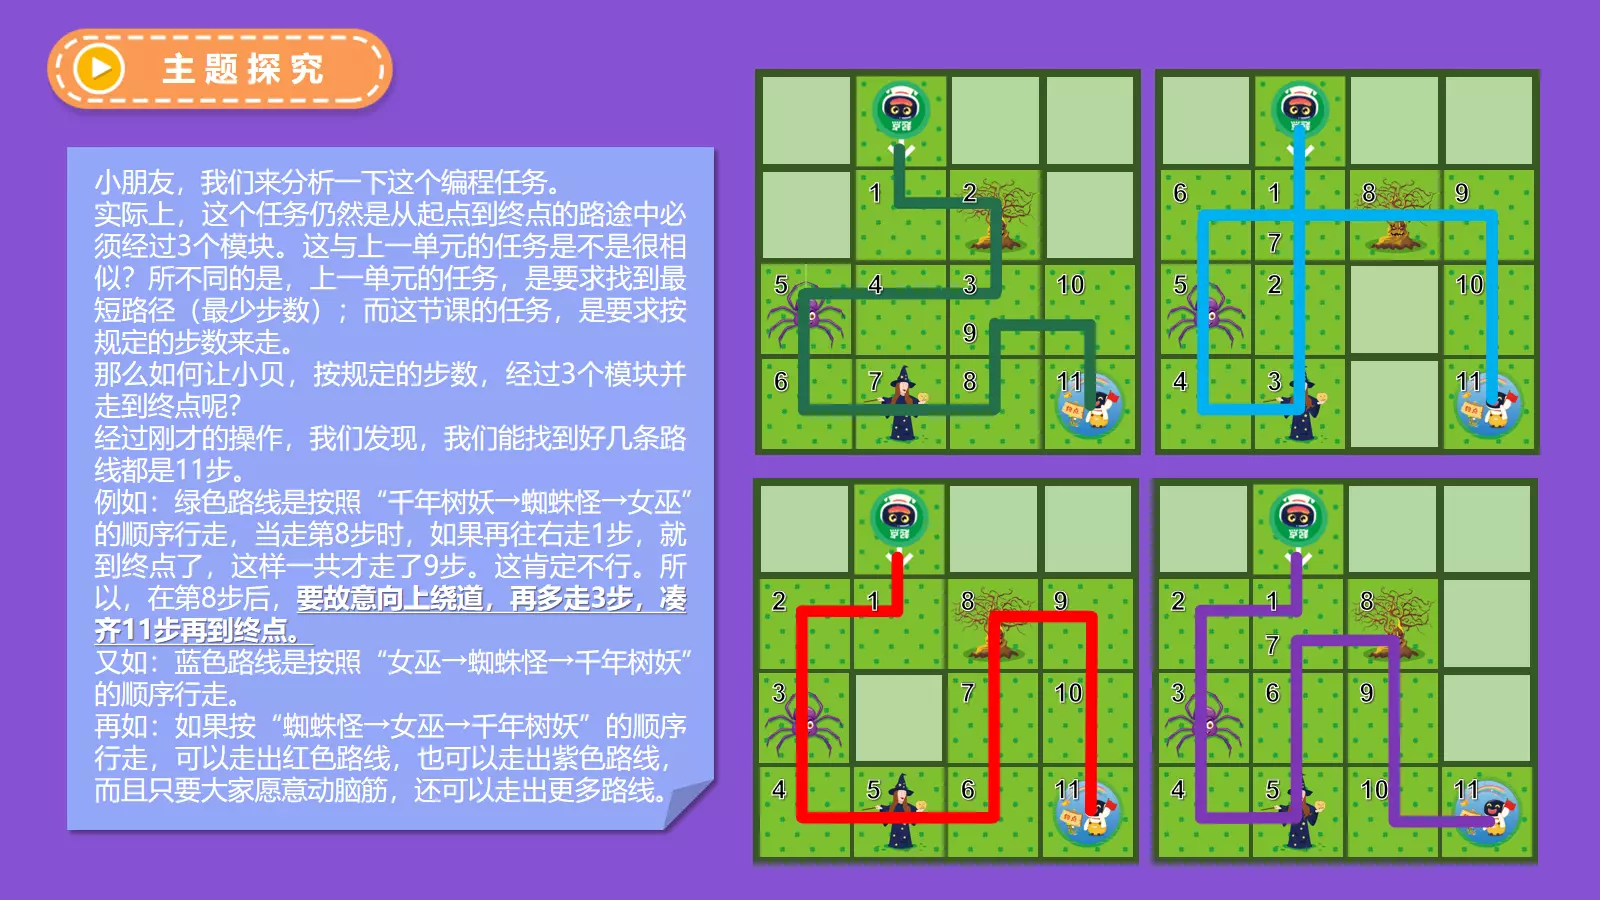 主题探究
小朋友，我们来分析一下这个编程任务。
实际上，这个任务仍然是从起点到终点的路途中必
须经过3个模块。这与上一单元的任务是不是很相
似？所不同的是，上一单元的任务，是要求找到最
短路径（最少步数）；而这节课的任务，是要求按
规定的步数来走。
那么如何让小贝，按规定的步数，经过3个模块并
走到终点呢？
经过刚才的操作，我们发现，我们能找到好几条路
线都是11步。
例如：绿色路线是按照“千年树妖→蜘蛛怪→女巫”
的顺序行走，当走第8步时，如果再往右走1步，就
到终点了，这样一共才走了9步。这肯定不行。所
以，在第8步后，要故意向上绕道，再多走3步，凑
齐11步再到终点。
又如：蓝色路线是按照“女巫→蜘蛛怪→千年树妖”
的顺序行走。
再如：如果按“蜘蛛怪→女巫→千年树妖”的顺序
行走，可以走出红色路线，也可以走出紫色路线，
而且只要大家愿意动脑筋，还可以走出更多路线。
1 2
5 4 3 10
9
6 7 8 11
终点
6 1 8 9
7
5 2 10
4 3 11
终点
2 1 8 9
3 7 10
4 5 6 11
终点
2 1 8
7
3 6 9
4 5 10 11
终点